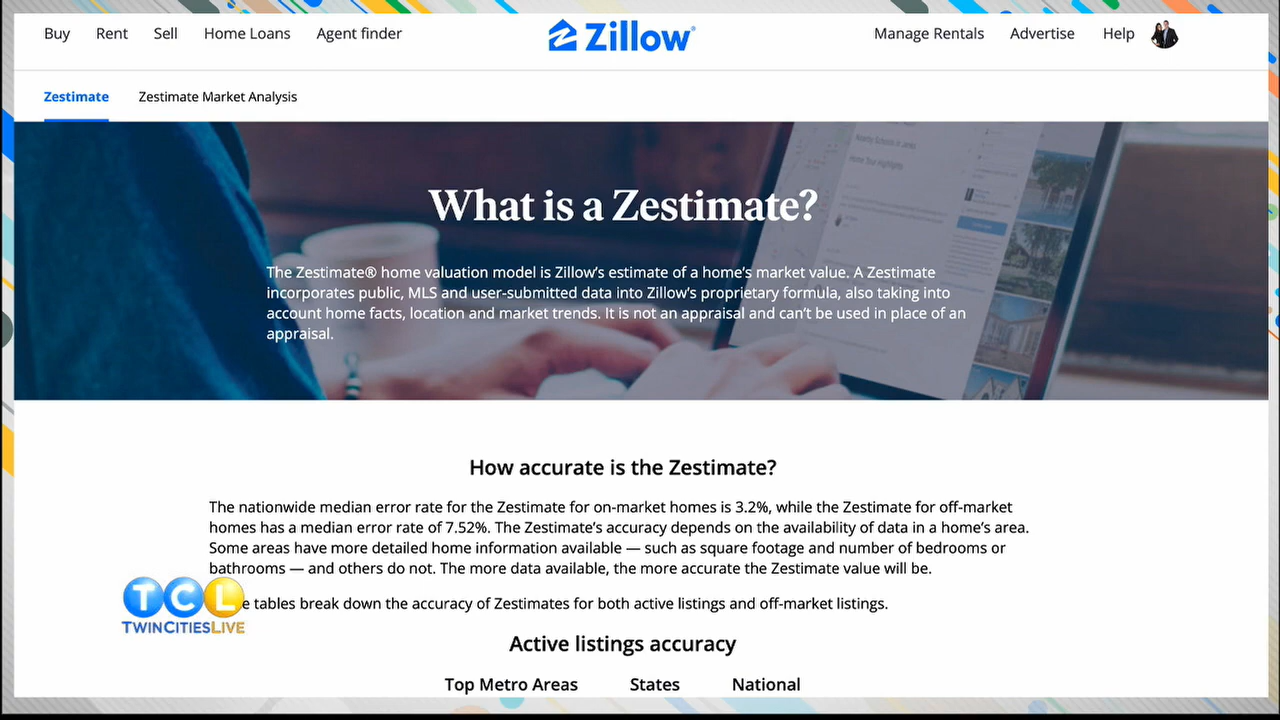 Buy Rent Sell Home Loans Agent finder
Zillow®
Manage Rentals Advertise Help
Zestimate Zestimate Market Analysis
What is a Zestimate?
The Zestimate® home valuation model is Zillow's estimate of a home's market value. A Zestimate
incorporates public, MLS and user-submitted data into Zillow's proprietary formula, also taking into
account home facts, location and market trends. It is not an appraisal and can't be used in place of an
appraisal.
Nearby Schools in
Home Tour Highlights
How accurate is the Zestimate?
The nationwide median error rate for the Zestimate for on-market homes is 3.2%, while the Zestimate for off-market
homes has a median error rate of 7.52%. The Zestimate's accuracy depends on the availability of data in a home's area.
Some areas have more detailed home information available — such as square footage and number of bedrooms or
bathrooms — and others do not. The more data available, the more accurate the Zestimate value will be.
tables break down the accuracy of Zestimates for both active listings and off-market listings.
TCL
TWINCITIESLIVE
Active listings accuracy
Top Metro Areas States National